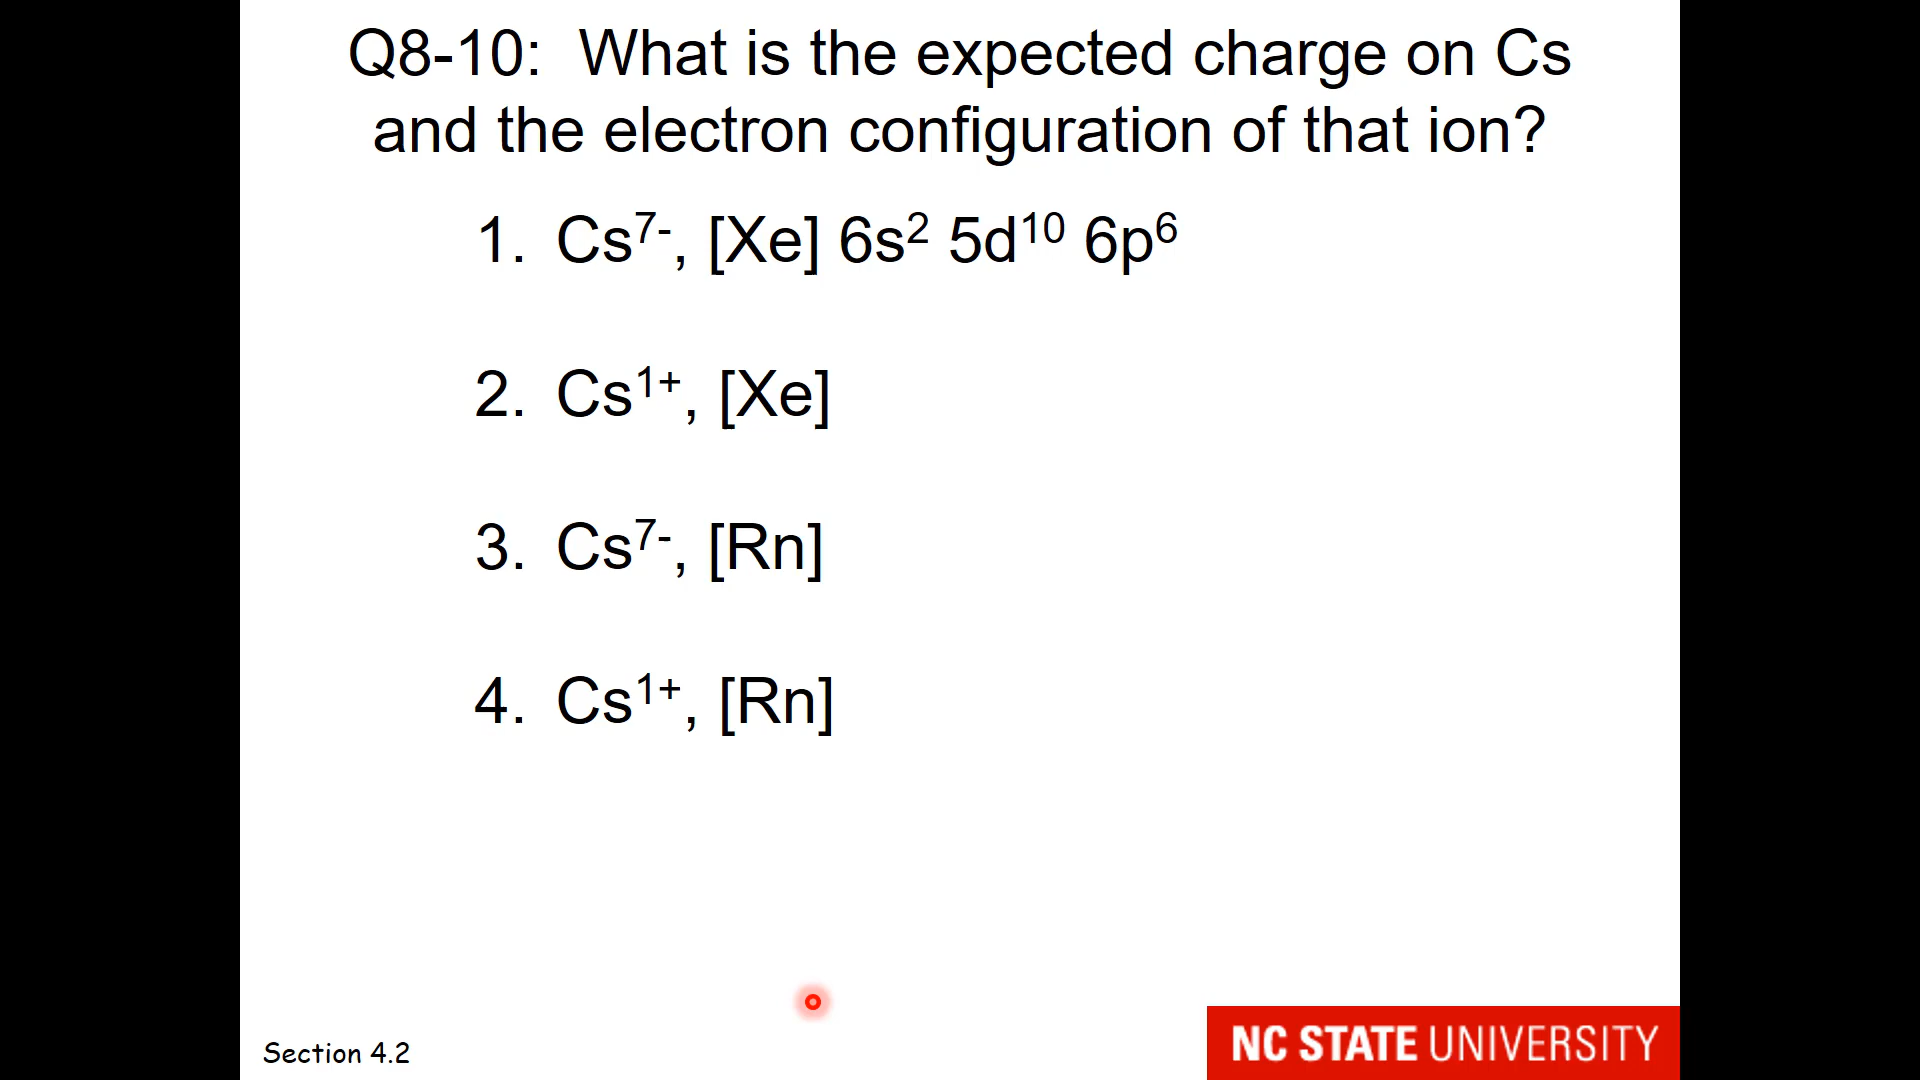 Q8-10: What is the expected charge on Cs
and the electron configuration of that ion?
1. Cs⁷⁻, [Xe] 6s² 5d¹⁰ 6p⁶
2. Cs¹⁺, [Xe]
3. Cs⁷⁻, [Rn]
4. Cs¹⁺, [Rn]
Section 4.2
NC STATE UNIVERSITY